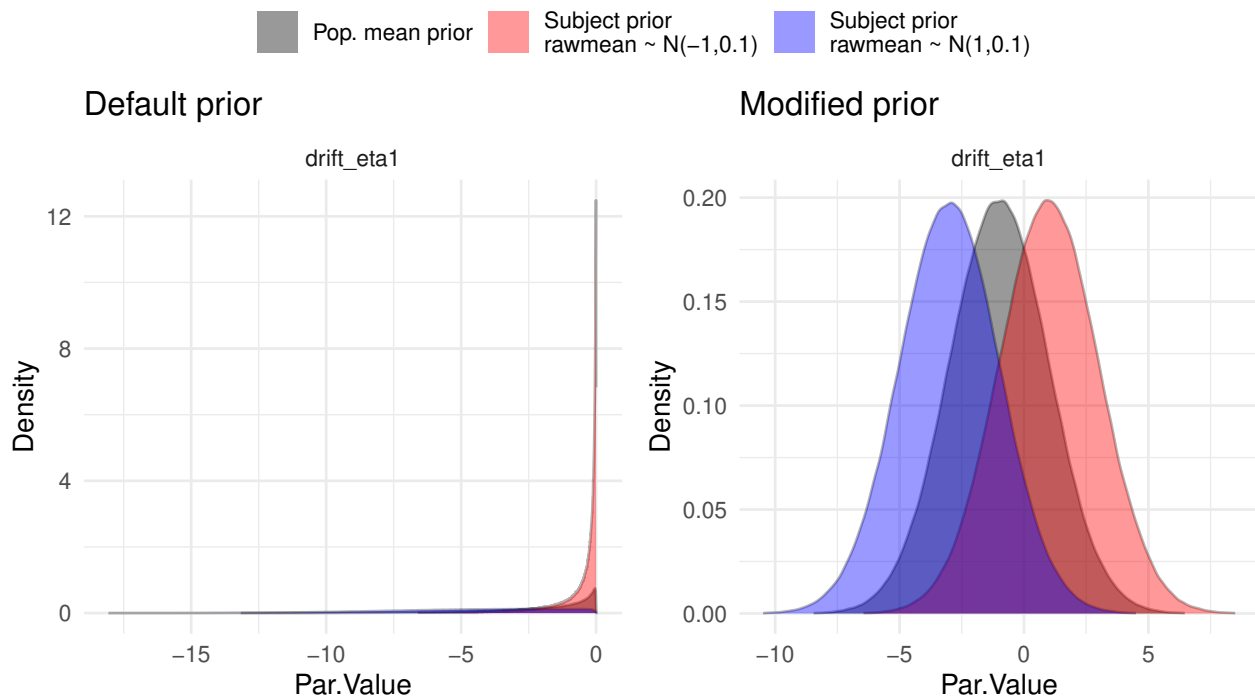 Pop. mean prior
Subject prior
rawmean ~ N(−1,0.1)
Subject prior
rawmean ~ N(1,0.1)
Default prior
drift_eta1
12
8
4
0
Density
−15
−10
−5
0
Par.Value
Modified prior
drift_eta1
0.20
0.15
0.10
0.05
0.00
Density
−10
−5
0
5
Par.Value